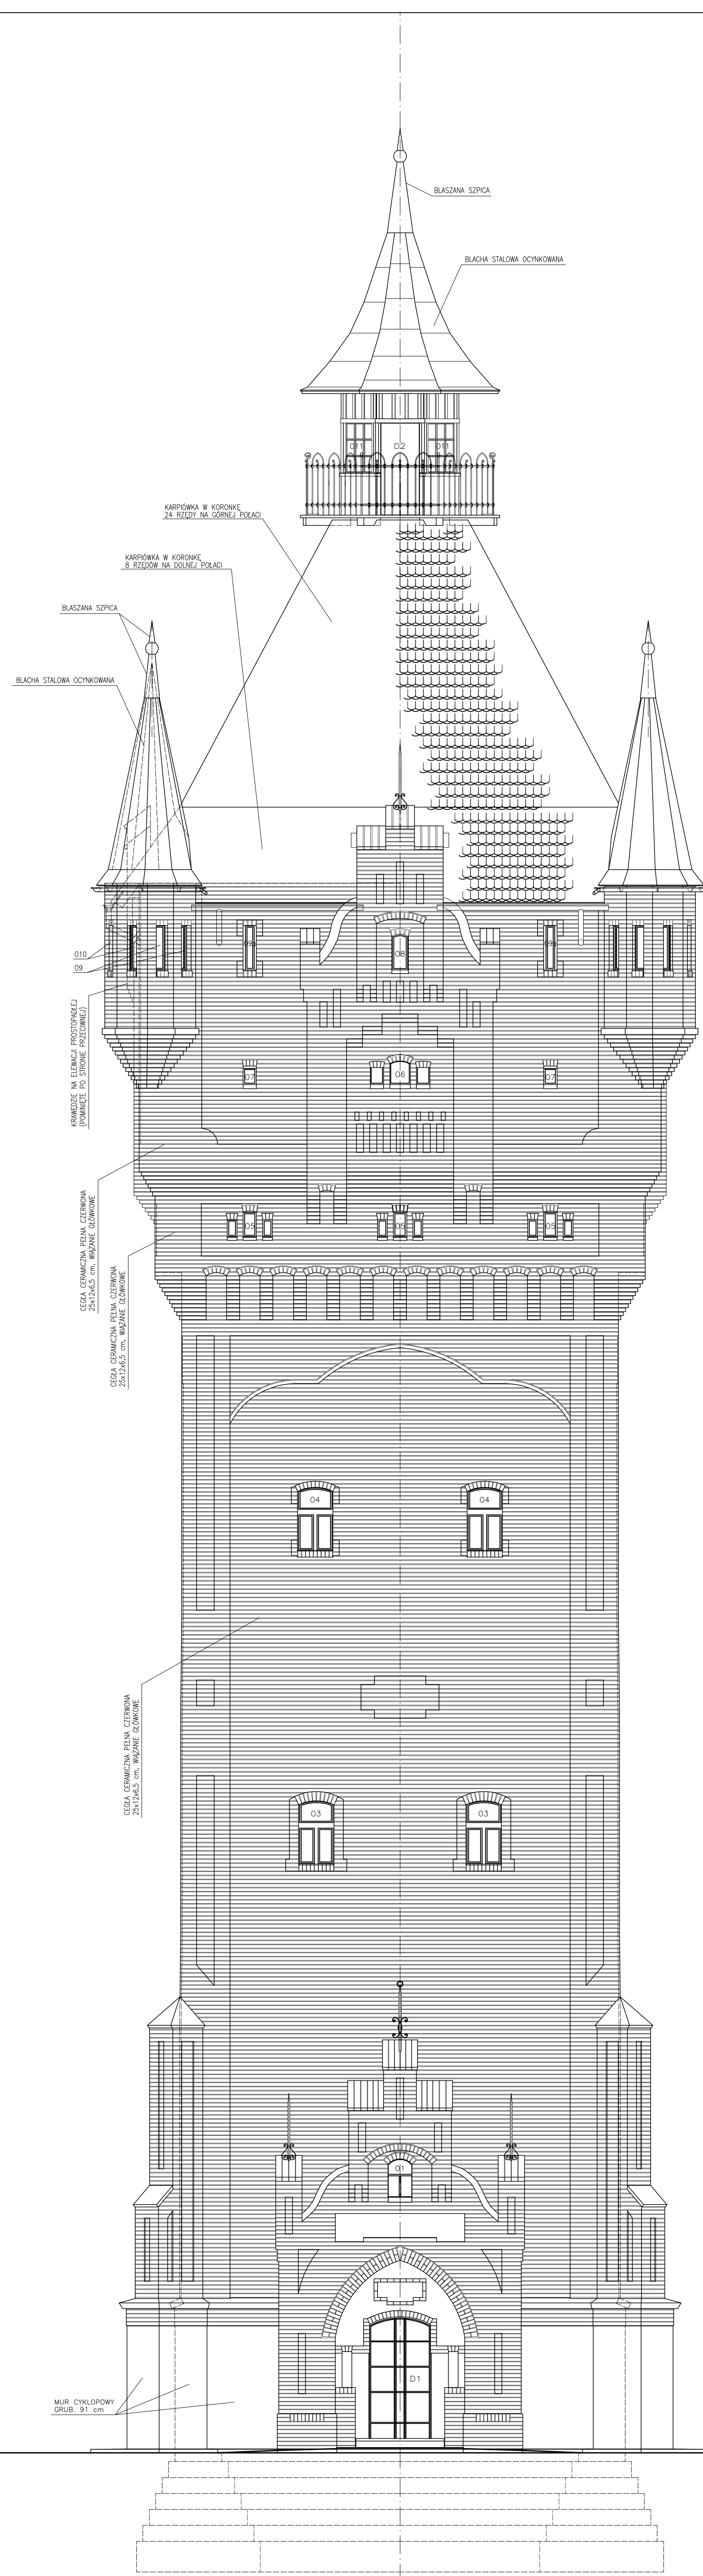 BLASZANA SZPICA
BLACHA STALOWA OCYNKOWANA
O11
D2
O11
KARPIÓWKA W KORONKĘ
24 RZĘDY NA GÓRNEJ POŁACI
KARPIÓWKA W KORONKĘ
8 RZĘDÓW NA DOLNEJ POŁACI
BLASZANA SZPICA
BLACHA STALOWA OCYNKOWANA
O9a
O8
O9a
O10
O9
KRAWĘDZIE NA ELEWACJI PROSTOPADŁEJ
(POMINIĘTE PO STRONIE PRZECIWNEJ)
O7
O6
O7
CEGŁA CERAMICZNA PEŁNA CZERWONA
25x12x6,5 cm, WIĄZANIE GŁÓWKOWE
O5
O5
O5
CEGŁA CERAMICZNA PEŁNA CZERWONA
25x12x6,5 cm, WIĄZANIE GŁÓWKOWE
O4
O4
CEGŁA CERAMICZNA PEŁNA CZERWONA
25x12x6,5 cm, WIĄZANIE GŁÓWKOWE
O3
O3
O1
D1
MUR CYKLOPOWY
GRUB. 91 cm